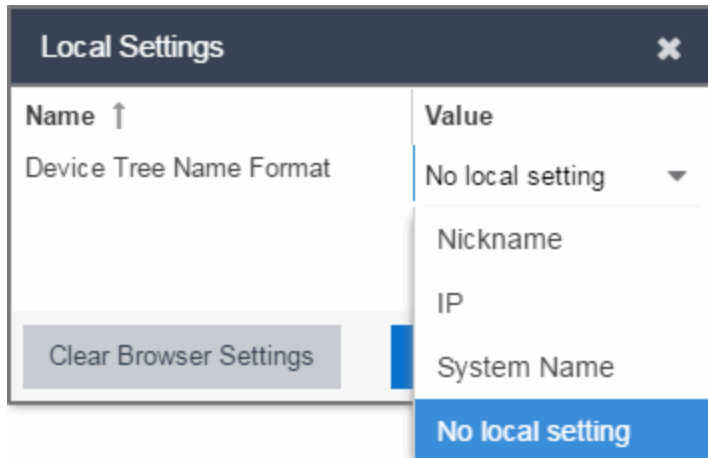 Local Settings
Name ↑ Value
Device Tree Name Format No local setting
Nickname
IP
Clear Browser Settings System Name
No local setting